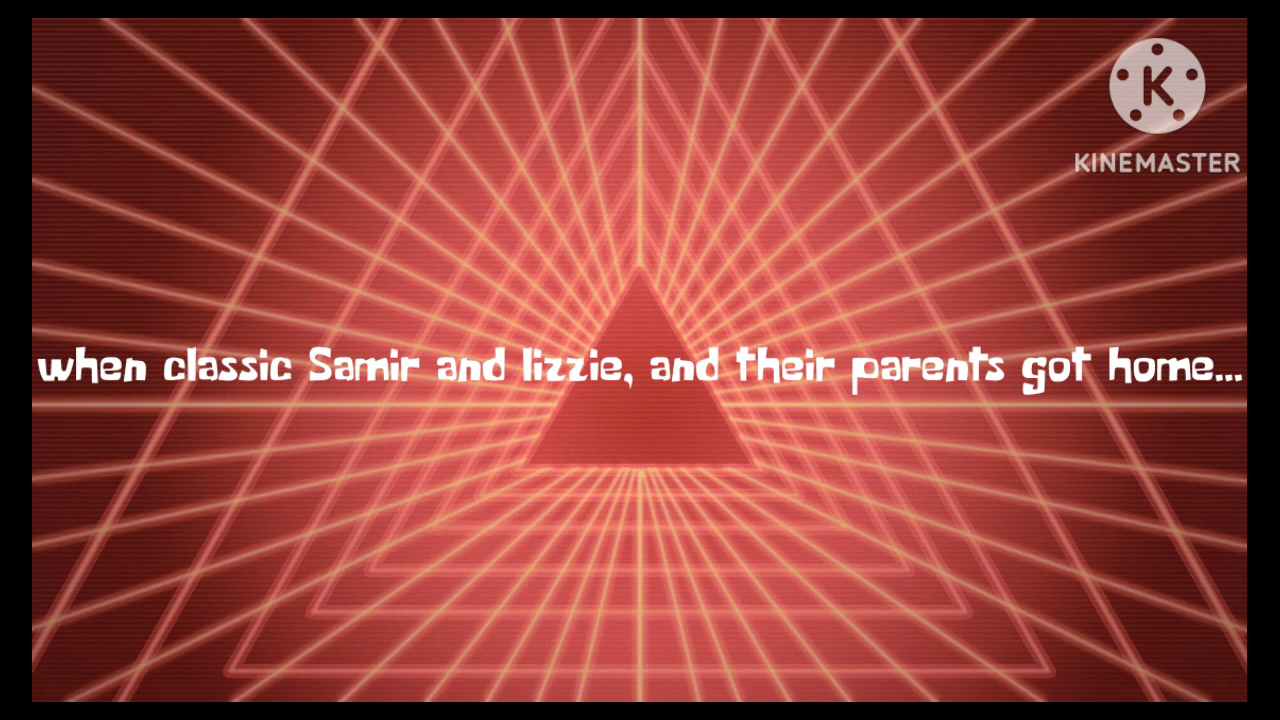 K
KINEMASTER
when classic Samir and lizzie, and their parents got home...